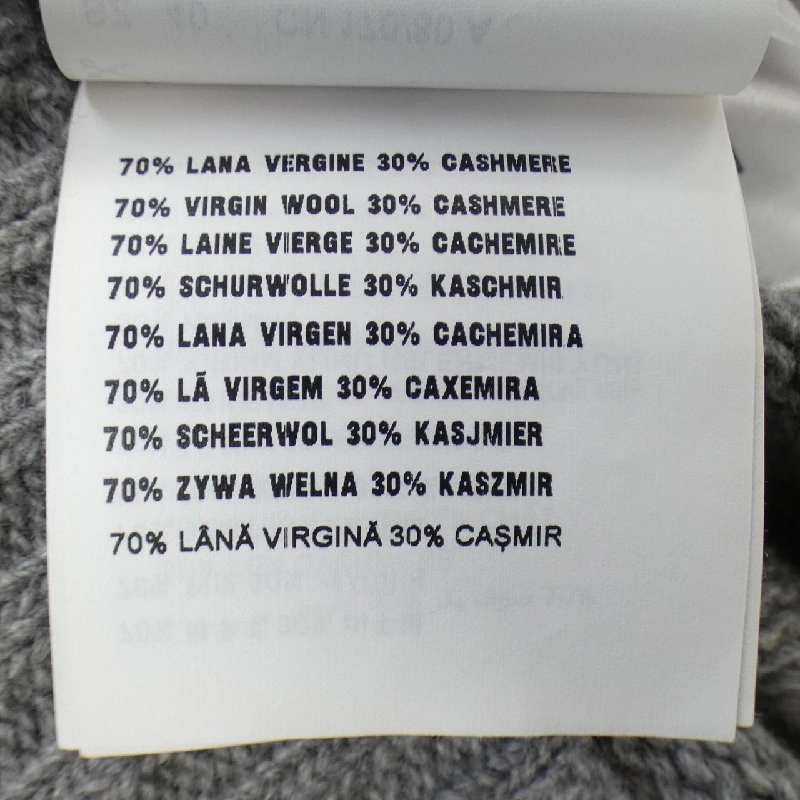 70% LANA VERGINE 30% CASHMERE
70% VIRGIN WOOL 30% CASHMERE
70% LAINE VIERGE 30% CACHEMIRE
70% SCHURWOLLE 30% KASCHMIR
70% LANA VIRGEN 30% CACHEMIRA
70% LÃ VIRGEM 30% CAXEMIRA
70% SCHEERWOL 30% KASJMIER
70% ZYWA WELNA 30% KASZMIR
70% LÂNĂ VIRGINĂ 30% CAŞMIR